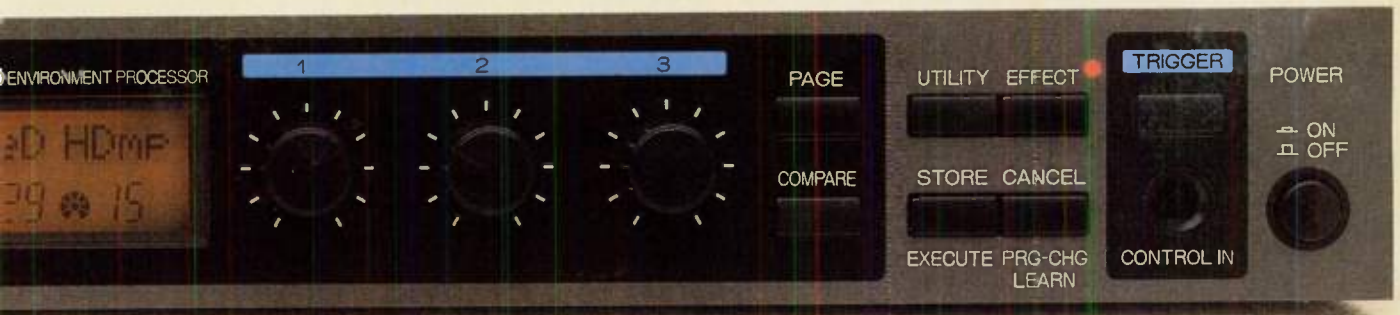 ENVIRONMENT PROCESSOR
1 2 3
PAGE
UTILITY EFFECT
TRIGGER
POWER
ON
OFF
HDmp
15
COMPARE
STORE CANCEL
EXECUTE PRG-CHG
LEARN
CONTROL IN